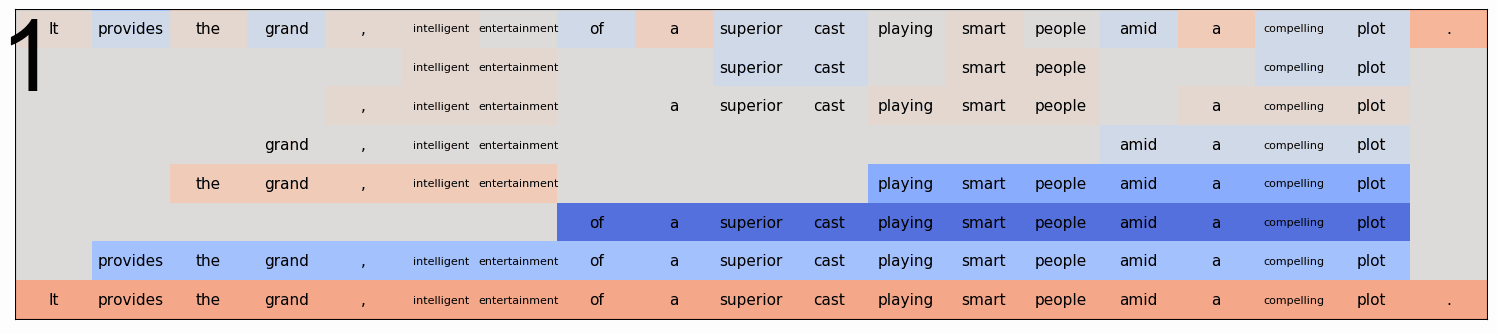 1
It provides the grand , intelligent entertainment of a superior cast playing smart people amid a compelling plot .
intelligent entertainment superior cast smart people compelling plot
, intelligent entertainment a superior cast playing smart people a compelling plot
grand , intelligent entertainment amid a compelling plot
the grand , intelligent entertainment playing smart people amid a compelling plot
of a superior cast playing smart people amid a compelling plot
provides the grand , intelligent entertainment of a superior cast playing smart people amid a compelling plot
It provides the grand , intelligent entertainment of a superior cast playing smart people amid a compelling plot .